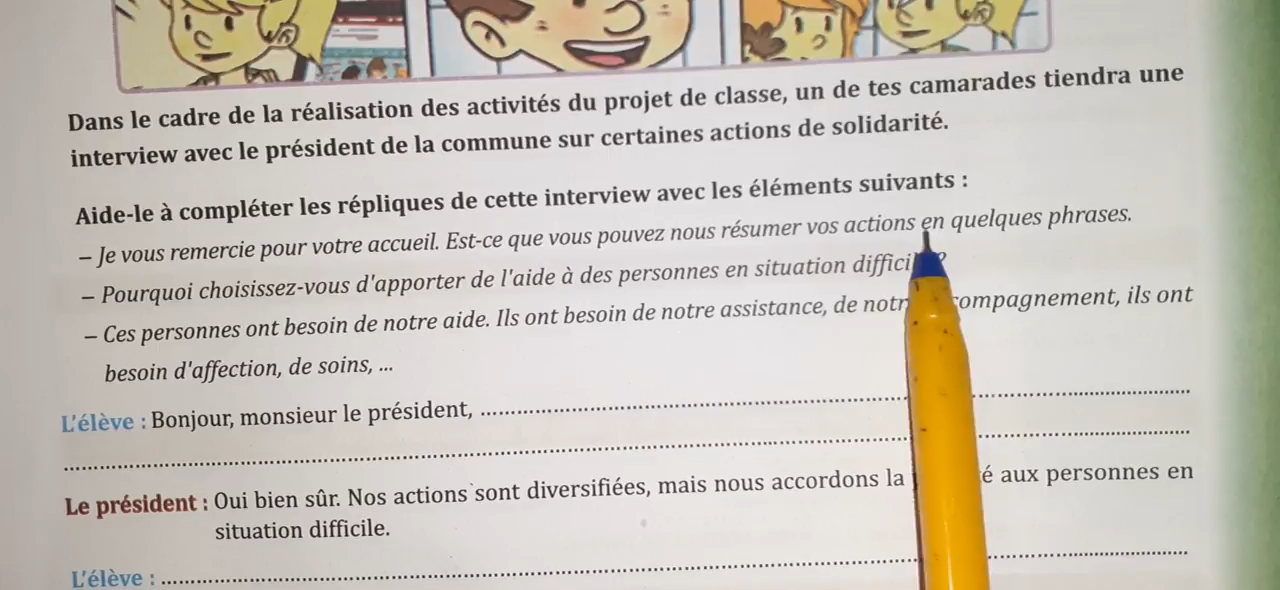 Dans le cadre de la réalisation des activités du projet de classe, un de tes camarades tiendra une
interview avec le président de la commune sur certaines actions de solidarité.
Aide-le à compléter les répliques de cette interview avec les éléments suivants :
– Je vous remercie pour votre accueil. Est-ce que vous pouvez nous résumer vos actions en quelques phrases.
– Pourquoi choisissez-vous d'apporter de l'aide à des personnes en situation ?
– Ces personnes ont besoin de notre aide. Ils ont besoin de notre assistance, de ils ont
besoin d'affection, de soins, ...
L'élève : Bonjour, monsieur le président, ..........
..........
Le président : Oui bien sûr. Nos actions sont diversifiées, mais nous accordons la aux personnes en
situation difficile.
L'élève : ..........